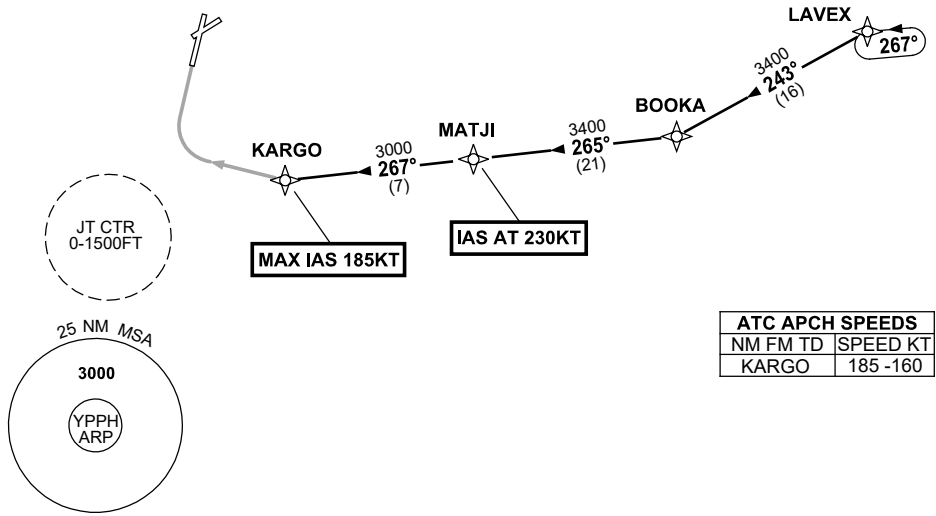 LAVEX
267°
3400
243°
(16)
BOOKA
MATJI
3400
265°
(21)
KARGO
3000
267°
(7)
IAS AT 230KT
MAX IAS 185KT
JT CTR
0-1500FT
25 NM MSA
3000
YPPH
ARP
ATC APCH SPEEDS
NM FM TD SPEED KT
KARGO 185 -160